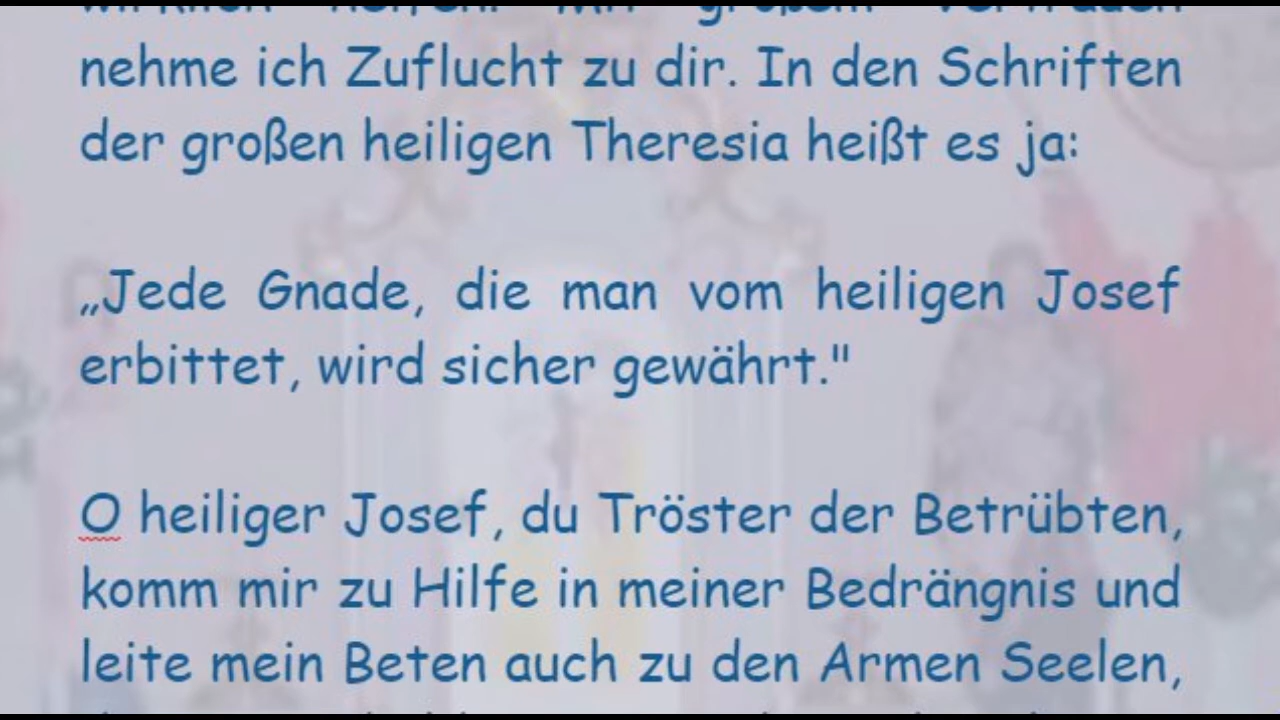 nehme ich Zuflucht zu dir. In den Schriften
der großen heiligen Theresia heißt es ja:
„Jede Gnade, die man vom heiligen Josef
erbittet, wird sicher gewährt."
O heiliger Josef, du Tröster der Betrübten,
komm mir zu Hilfe in meiner Bedrängnis und
leite mein Beten auch zu den Armen Seelen,